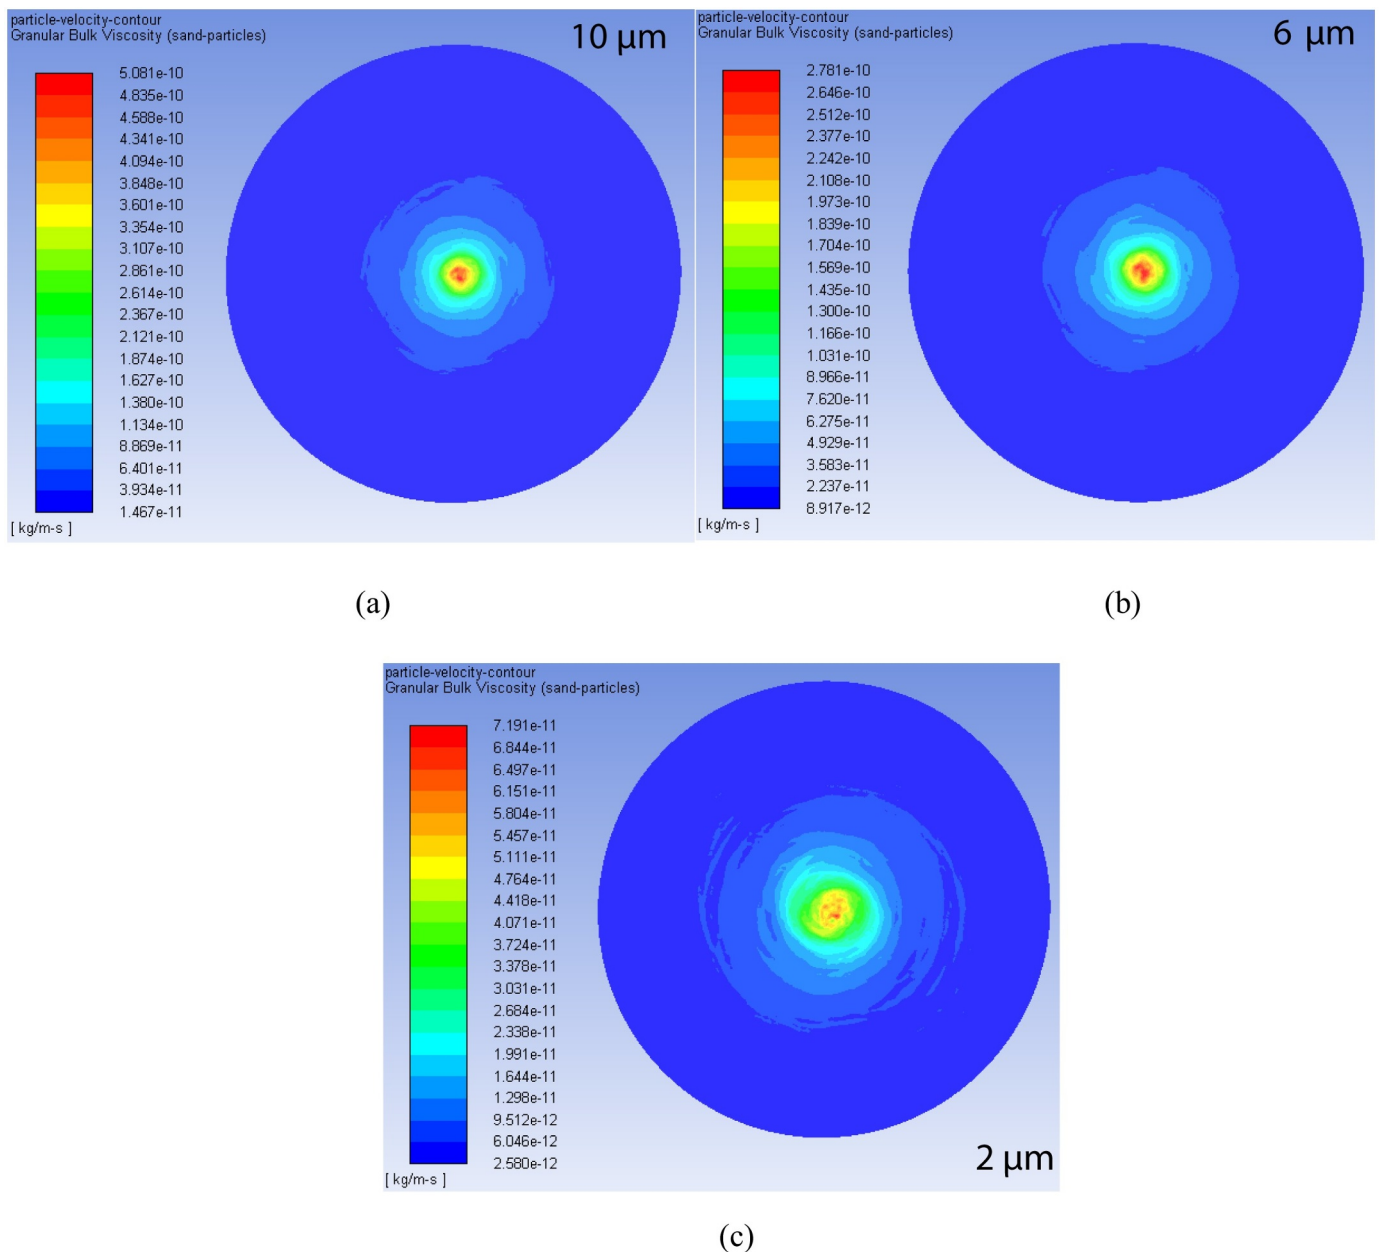 particle-velocity-contour
Granular Bulk Viscosity (sand-particles)
10 µm
5.081e-10
4.835e-10
4.588e-10
4.341e-10
4.094e-10
3.848e-10
3.601e-10
3.354e-10
3.107e-10
2.861e-10
2.614e-10
2.367e-10
2.121e-10
1.874e-10
1.627e-10
1.380e-10
1.134e-10
8.869e-11
6.401e-11
3.934e-11
1.467e-11
[ kg/m-s ]
(a)
particle-velocity-contour
Granular Bulk Viscosity (sand-particles)
6 µm
2.781e-10
2.646e-10
2.512e-10
2.377e-10
2.242e-10
2.108e-10
1.973e-10
1.839e-10
1.704e-10
1.569e-10
1.435e-10
1.300e-10
1.166e-10
1.031e-10
8.966e-11
7.620e-11
6.275e-11
4.929e-11
3.583e-11
2.237e-11
8.917e-12
[ kg/m-s ]
(b)
particle-velocity-contour
Granular Bulk Viscosity (sand-particles)
7.191e-11
6.844e-11
6.497e-11
6.151e-11
5.804e-11
5.457e-11
5.111e-11
4.764e-11
4.418e-11
4.071e-11
3.724e-11
3.378e-11
3.031e-11
2.684e-11
2.338e-11
1.991e-11
1.644e-11
1.298e-11
9.512e-12
6.046e-12
2.580e-12
[ kg/m-s ]
2 µm
(c)